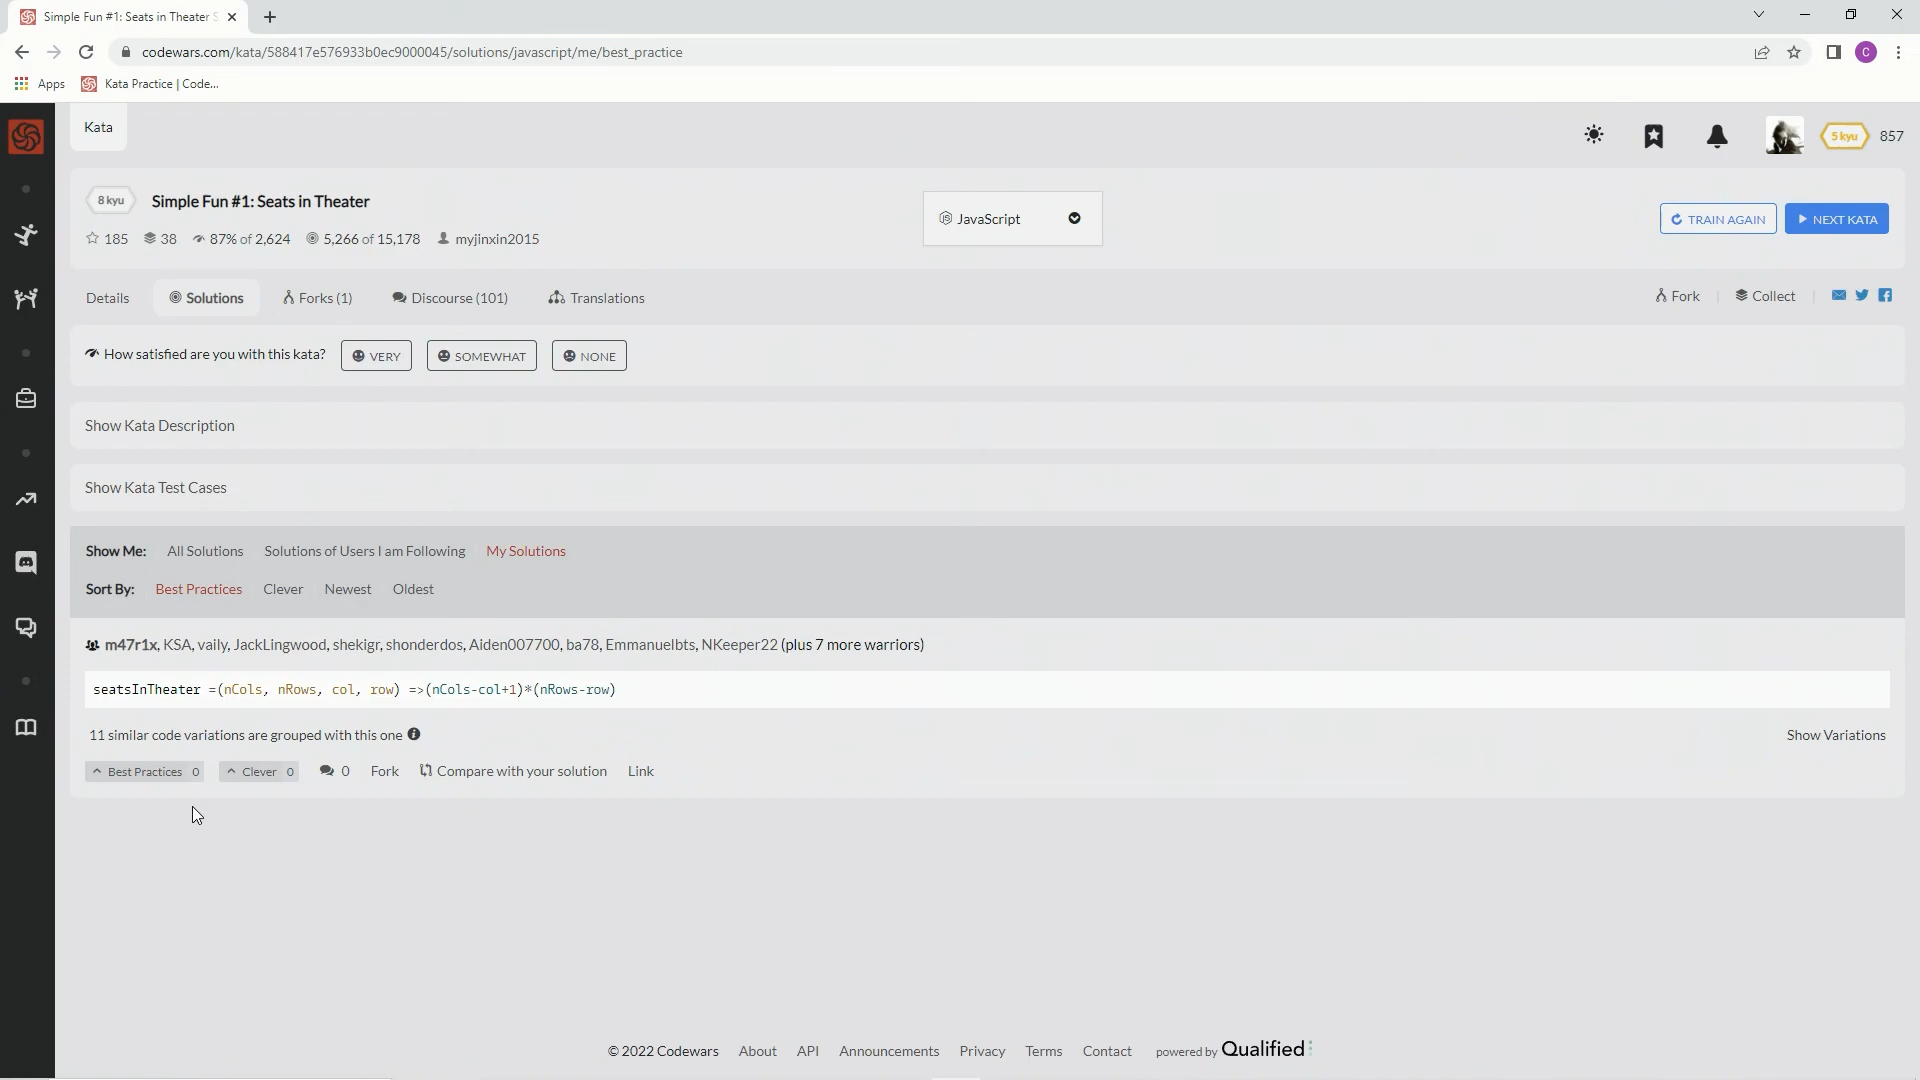 Simple Fun #1: Seats in Theater S
codewars.com/kata/588417e576933b0ec9000045/solutions/javascript/me/best_practice
C
Apps
Kata Practice | Code...
Kata
5 kyu
857
8 kyu
Simple Fun #1: Seats in Theater
185
38
87% of 2,624
5,266 of 15,178
myjinxin2015
JavaScript
TRAIN AGAIN
NEXT KATA
Details
Solutions
Forks (1)
Discourse (101)
Translations
Fork
Collect
How satisfied are you with this kata?
VERY
SOMEWHAT
NONE
Show Kata Description
Show Kata Test Cases
Show Me: All Solutions Solutions of Users I am Following My Solutions
Sort By: Best Practices Clever Newest Oldest
m47r1x, KSA, vaily, JackLingwood, shekigr, shonderdos, Aiden007700, ba78, Emmanuelbts, NKeeper22 (plus 7 more warriors)
seatsInTheater =(nCols, nRows, col, row) =>(nCols-col+1)*(nRows-row)
11 similar code variations are grouped with this one
Show Variations
Best Practices 0
Clever 0
0
Fork
Compare with your solution
Link
© 2022 Codewars About API Announcements Privacy Terms Contact powered by Qualified